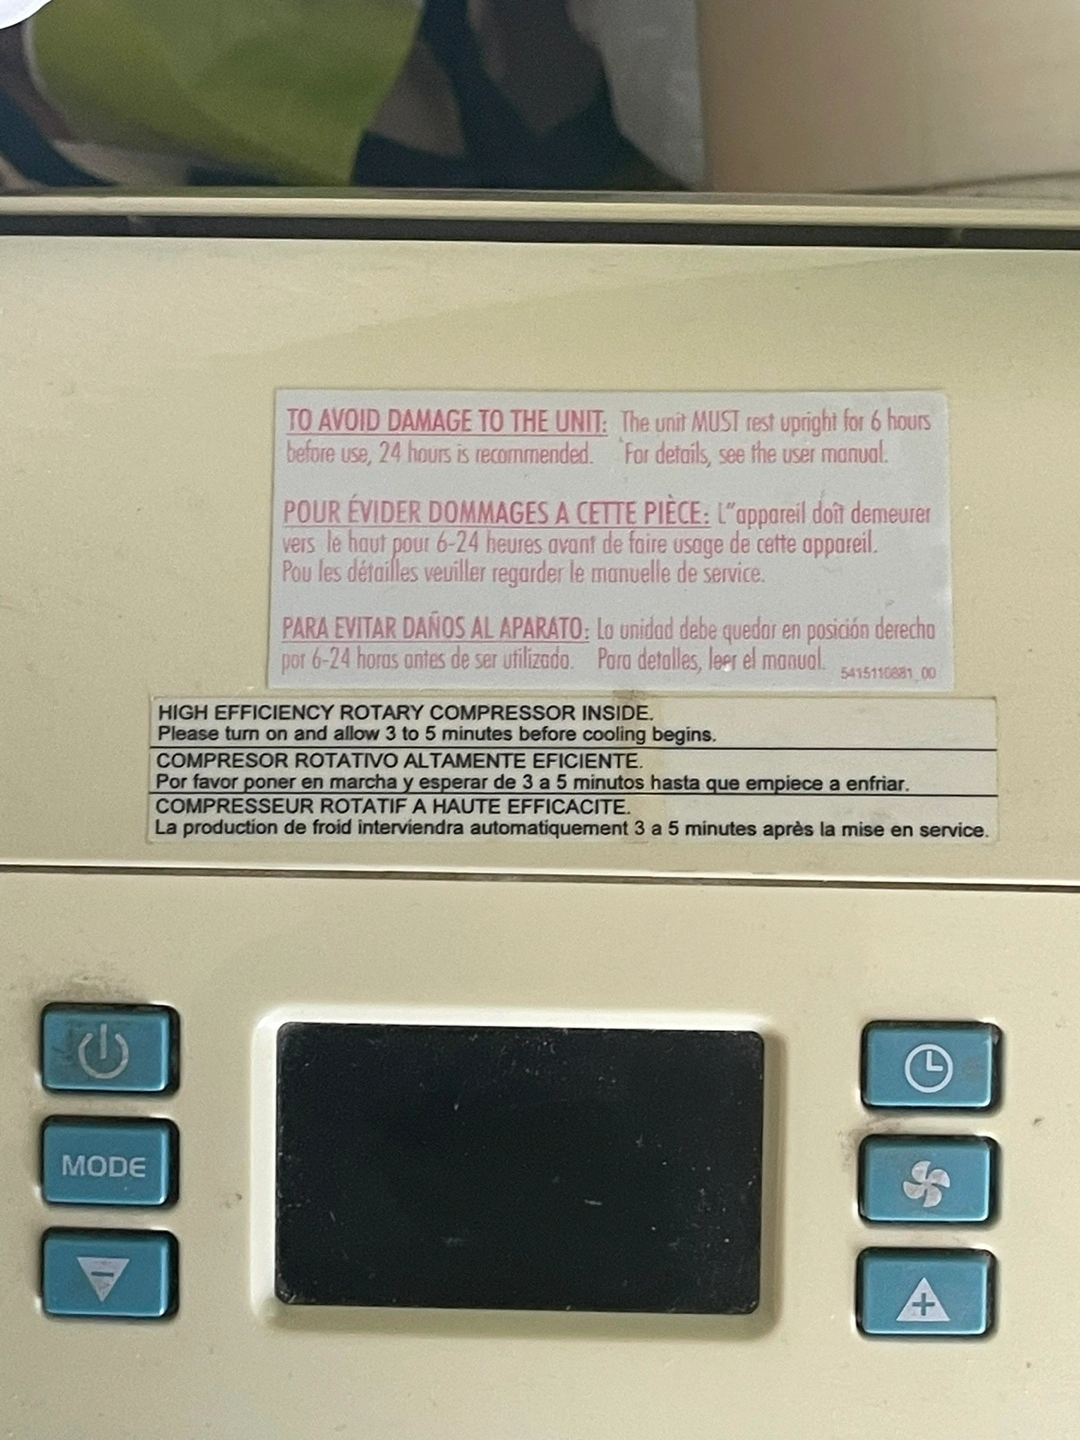 TO AVOID DAMAGE TO THE UNIT: The unit MUST rest upright for 6 hours
before use, 24 hours is recommended. For details, see the user manual.
POUR ÉVIDER DOMMAGES A CETTE PIÈCE: L"appareil doît demeurer
vers le haut pour 6-24 heures avant de faire usage de cette appareil.
Pou les détailles veuiller regarder le manuelle de service.
PARA EVITAR DAÑOS AL APARATO: La unidad debe quedar en posición derecha
por 6-24 horas antes de ser utilizada. Para detalles, leer el manual.
5415110881_00
HIGH EFFICIENCY ROTARY COMPRESSOR INSIDE.
Please turn on and allow 3 to 5 minutes before cooling begins.
COMPRESOR ROTATIVO ALTAMENTE EFICIENTE.
Por favor poner en marcha y esperar de 3 a 5 minutos hasta que empiece a enfriar.
COMPRESSEUR ROTATIF A HAUTE EFFICACITE.
La production de froid interviendra automatiquement 3 a 5 minutes après la mise en service.
MODE